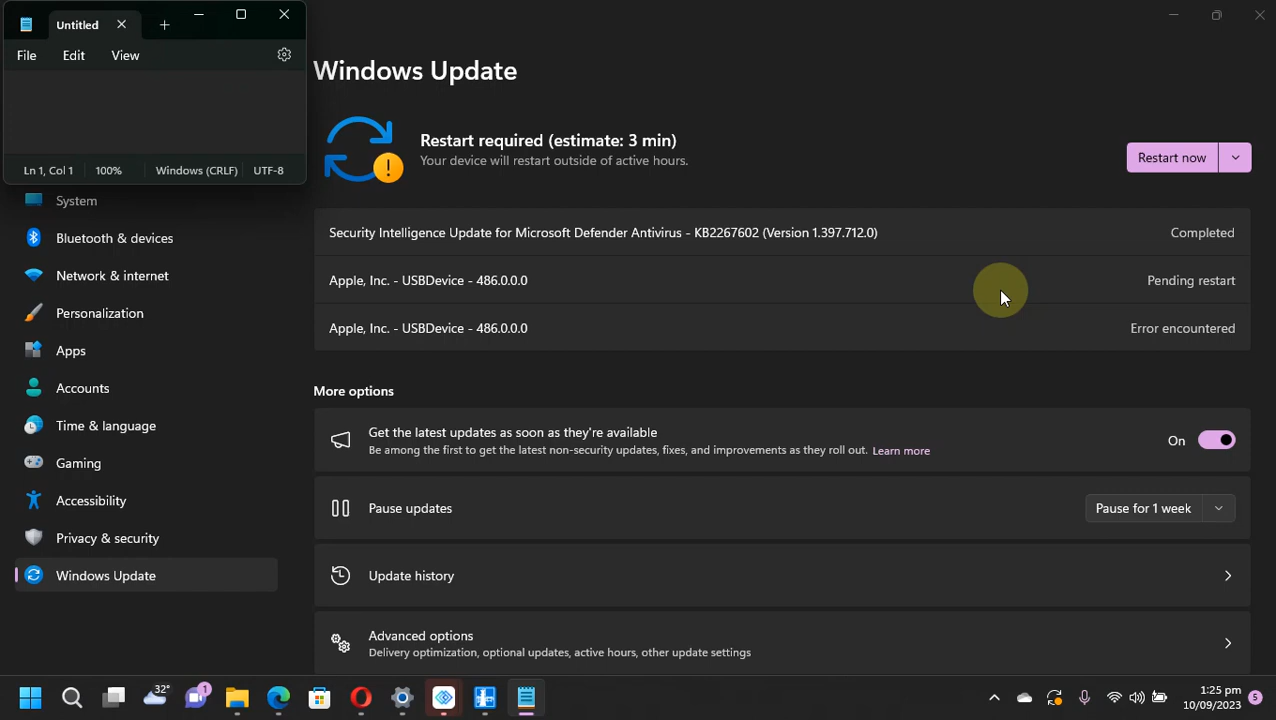 Untitled
File Edit View
Ln 1, Col 1 100% Windows (CRLF) UTF-8
System
Bluetooth & devices
Network & internet
Personalization
Apps
Accounts
Time & language
Gaming
Accessibility
Privacy & security
Windows Update
Windows Update
Restart required (estimate: 3 min)
Your device will restart outside of active hours.
Restart now
Security Intelligence Update for Microsoft Defender Antivirus - KB2267602 (Version 1.397.712.0) Completed
Apple, Inc. - USBDevice - 486.0.0.0 Pending restart
Apple, Inc. - USBDevice - 486.0.0.0 Error encountered
More options
Get the latest updates as soon as they're available
Be among the first to get the latest non-security updates, fixes, and improvements as they roll out. Learn more
On
Pause updates Pause for 1 week
Update history
Advanced options
Delivery optimization, optional updates, active hours, other update settings
32°
1
1:25 pm
10/09/2023
5